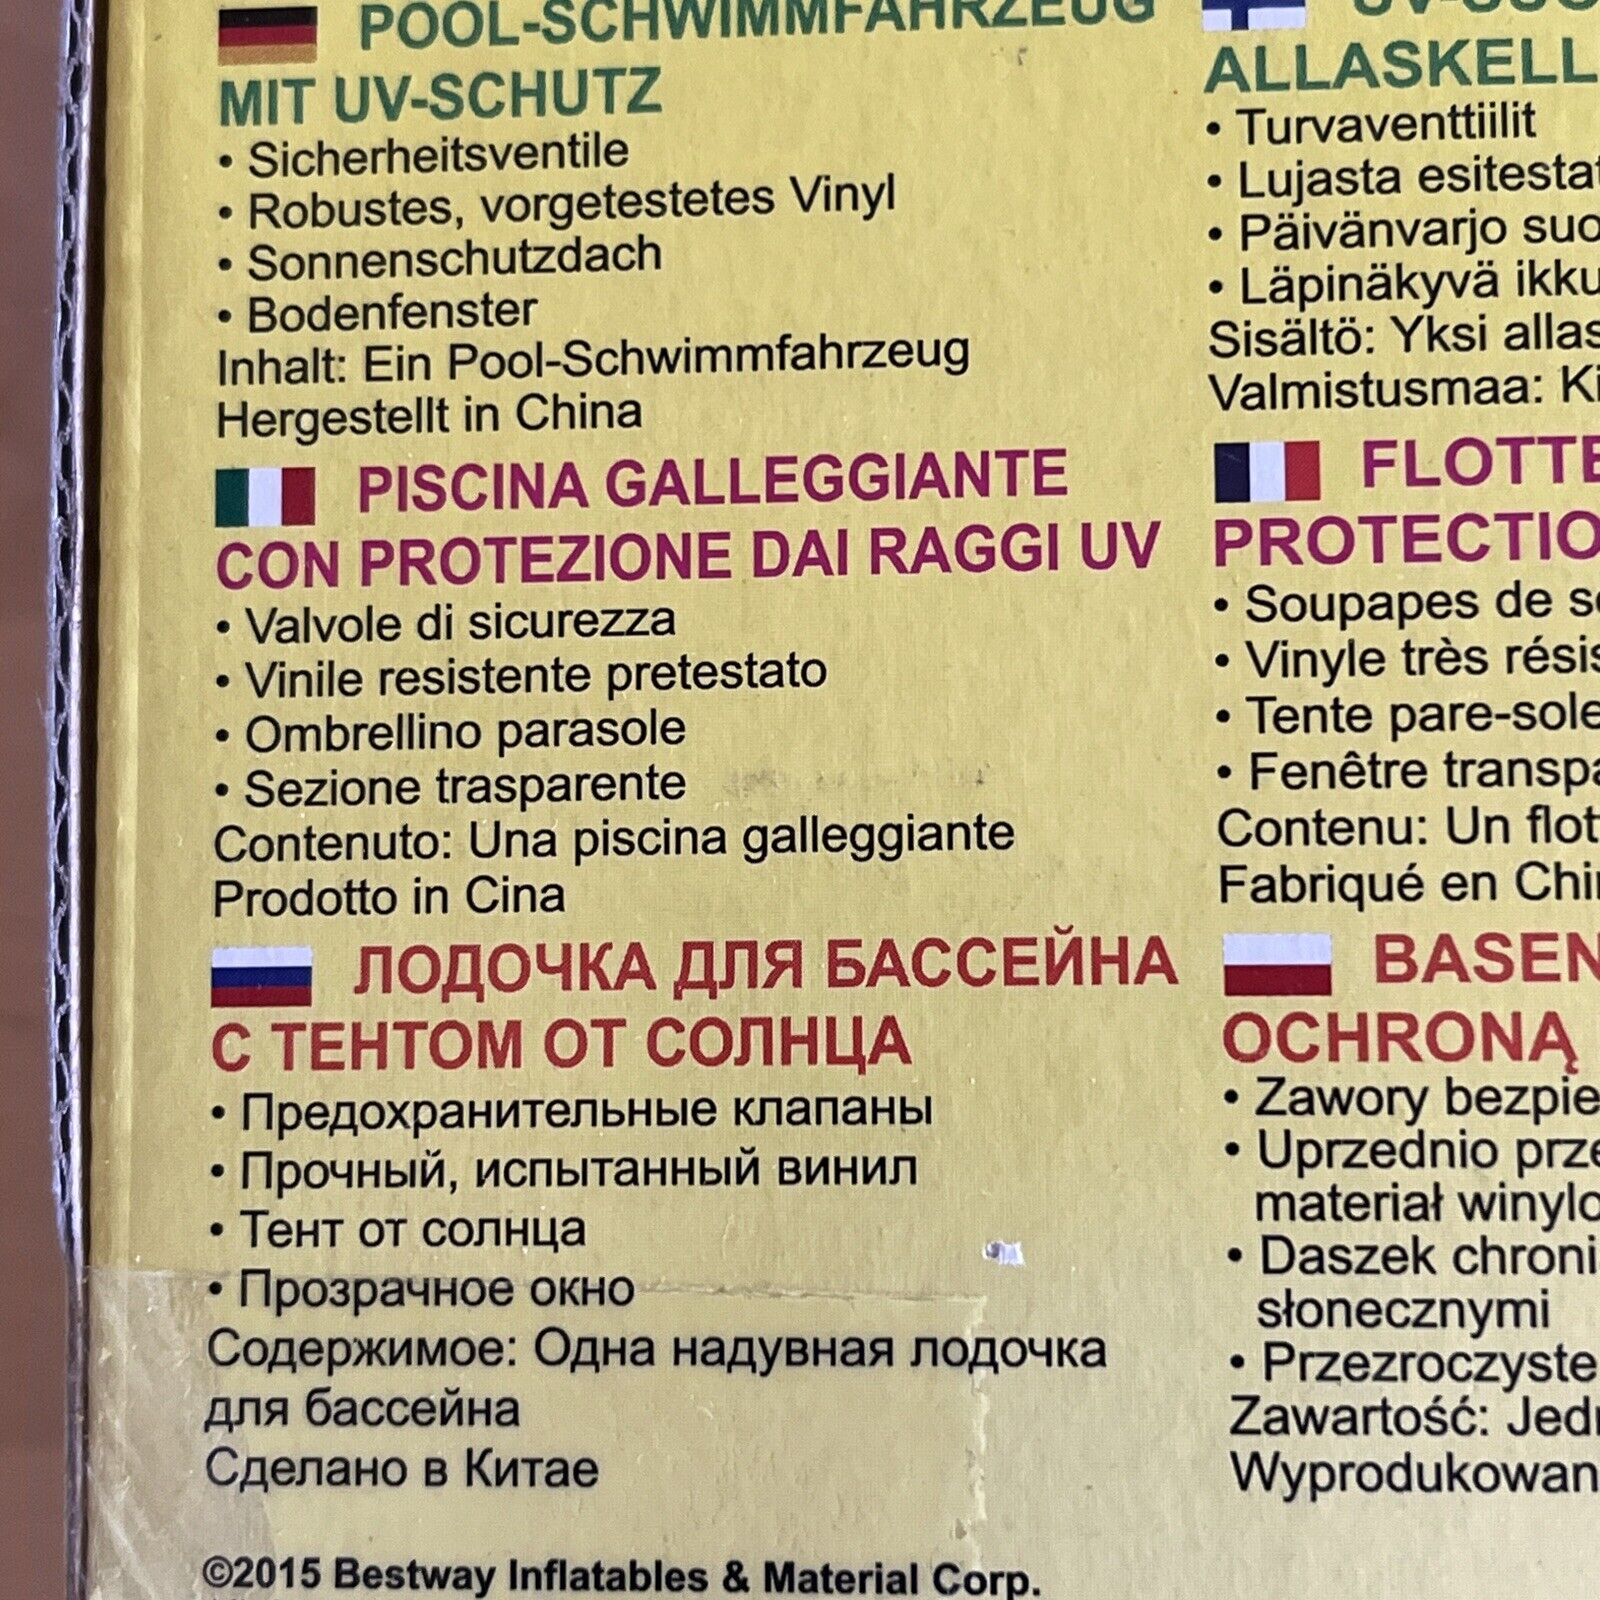 POOL-SCHWIMMFAHRZEUG
MIT UV-SCHUTZ
• Sicherheitsventile
• Robustes, vorgetestetes Vinyl
• Sonnenschutzdach
• Bodenfenster
Inhalt: Ein Pool-Schwimmfahrzeug
Hergestellt in China
PISCINA GALLEGGIANTE
CON PROTEZIONE DAI RAGGI UV
• Valvole di sicurezza
• Vinile resistente pretestato
• Ombrellino parasole
• Sezione trasparente
Contenuto: Una piscina galleggiante
Prodotto in Cina
ЛОДОЧКА ДЛЯ БАССЕЙНА
С ТЕНТОМ ОТ СОЛНЦА
• Предохранительные клапаны
• Прочный, испытанный винил
• Тент от солнца
• Прозрачное окно
Содержимое: Одна надувная лодочка
для бассейна
Сделано в Китае
©2015 Bestway Inflatables & Material Corp.
ALLASKELL
• Turvaventtiilit
• Lujasta esitesta
• Päivänvarjo suo
• Läpinäkyvä ikku
Sisältö: Yksi allas
Valmistusmaa: Ki
FLOTTE
PROTECTIO
• Soupapes de s
• Vinyle très résis
• Tente pare-sole
• Fenêtre transpa
Contenu: Un flot
Fabriqué en Chi
BASEN
OCHRONĄ
• Zawory bezpie
• Uprzednio prze
materiał winylo
• Daszek chroni
słonecznymi
• Przezroczyste
Zawartość: Jed
Wyprodukowan